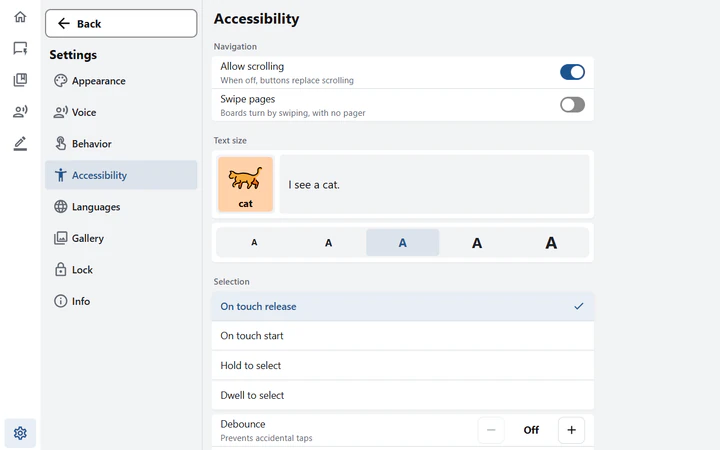 Back
Settings
Appearance
Voice
Behavior
Accessibility
Languages
Gallery
Lock
Info
Accessibility
Navigation
Allow scrolling
When off, buttons replace scrolling
Swipe pages
Boards turn by swiping, with no pager
Text size
cat
I see a cat.
A A A A A
Selection
On touch release
On touch start
Hold to select
Dwell to select
Debounce
Prevents accidental taps
− Off +